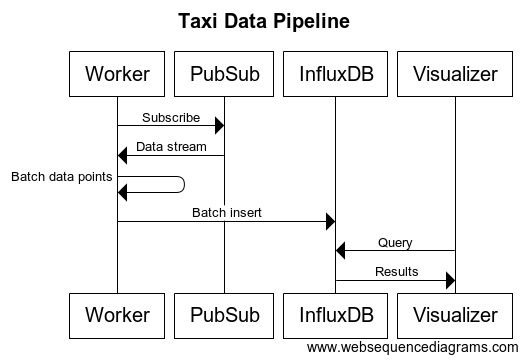 Taxi Data Pipeline
Worker PubSub InfluxDB Visualizer
Subscribe
Data stream
Batch data points
Batch insert
Query
Results
Worker PubSub InfluxDB Visualizer
www.websequencediagrams.com